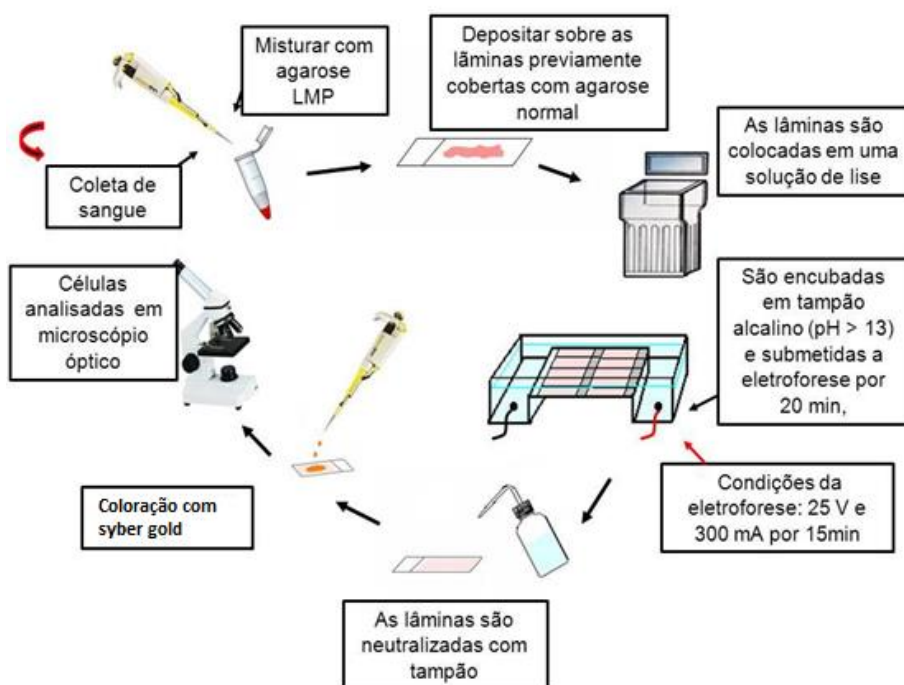 Misturar com
agarose
LMP
Depositar sobre as
lãminas previamente
cobertas com agarose
normal
As lâminas são
colocadas em uma
solução de lise
Coleta de
sangue
São encubadas
em tampão
alcalino (pH > 13)
e submetidas a
eletroforese por
20 min,
Condições da
eletroforese: 25 V e
300 mA por 15min
As lâminas são
neutralizadas com
tampão
Coloração com
syber gold
Células
analisadas em
microscópio
óptico